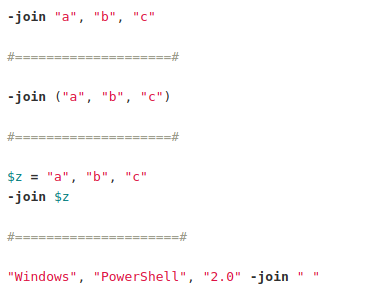 -join "a", "b", "c"
#====================#
-join ("a", "b", "c")
#====================#
$z = "a", "b", "c"
-join $z
#=====================#
"Windows", "PowerShell", "2.0" -join " "